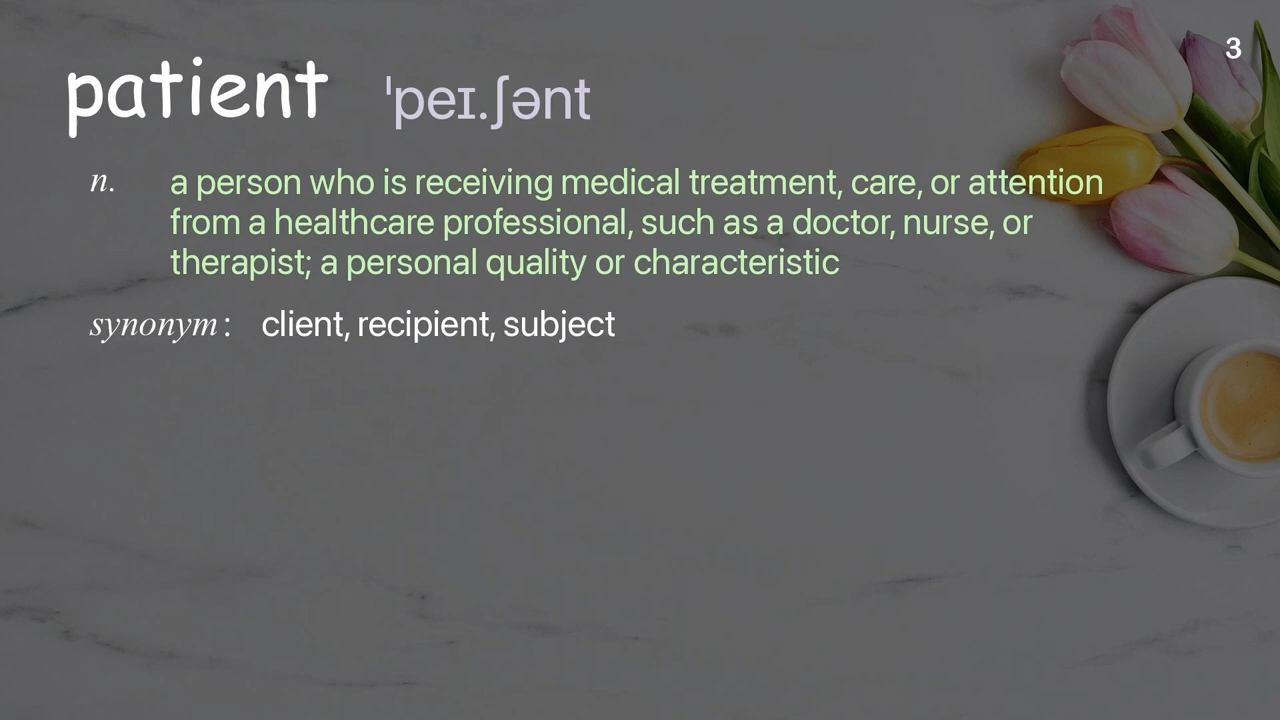 3
patient ˈpeɪ.ʃənt
n. a person who is receiving medical treatment, care, or attention
from a healthcare professional, such as a doctor, nurse, or
therapist; a personal quality or characteristic
synonym: client, recipient, subject